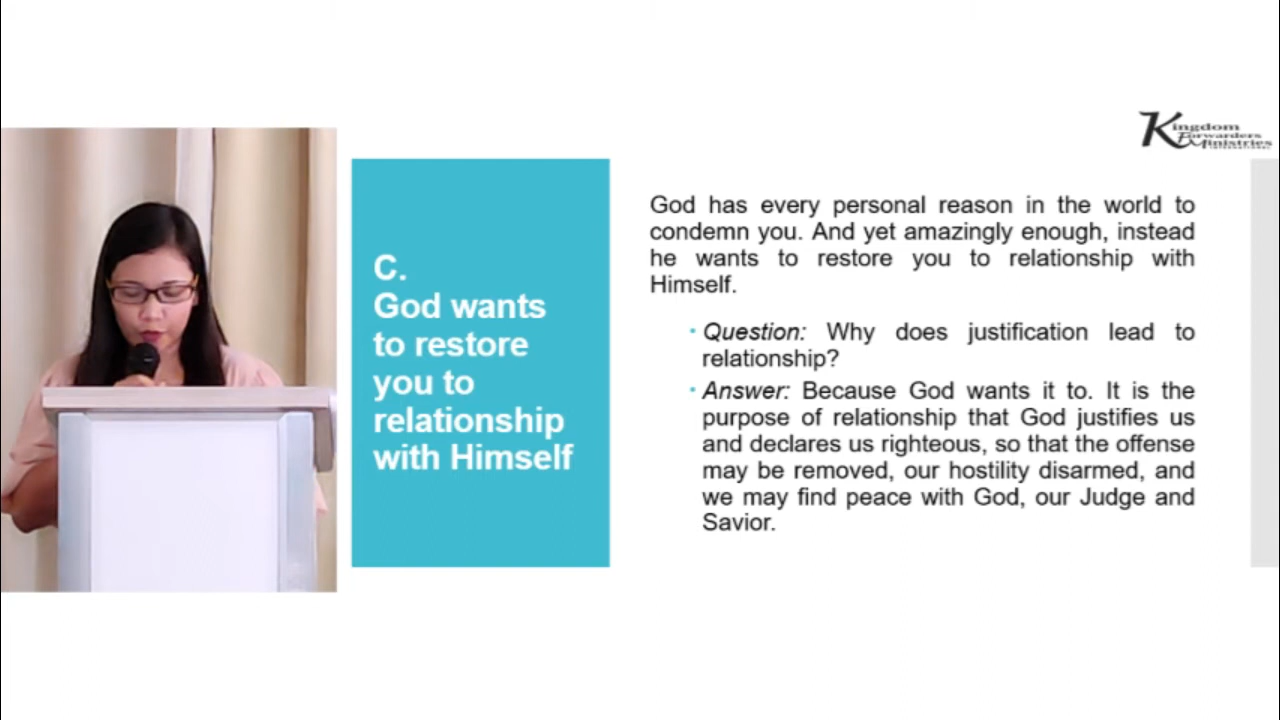 Kingdom
Forwarders
Ministries
INTERNATIONAL
C.
God wants
to restore
you to
relationship
with Himself
God has every personal reason in the world to
condemn you. And yet amazingly enough, instead
he wants to restore you to relationship with
Himself.
Question: Why does justification lead to
relationship?
Answer: Because God wants it to. It is the
purpose of relationship that God justifies us
and declares us righteous, so that the offense
may be removed, our hostility disarmed, and
we may find peace with God, our Judge and
Savior.